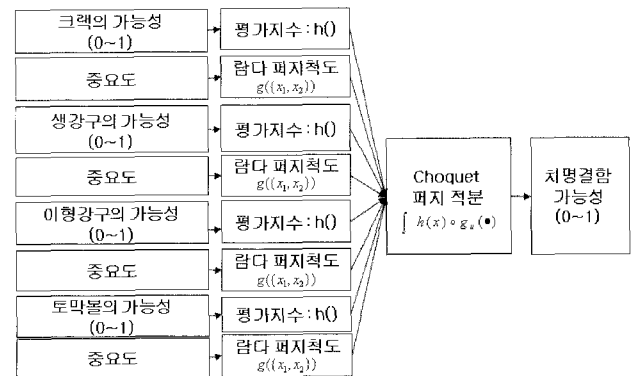 크랙의 가능성
(0~1)
평가지수 : h()
중요도
람다 퍼지척도
g({x₁, x₂})
생강구의 가능성
(0~1)
평가지수 : h()
중요도
람다 퍼지척도
g({x₁, x₂})
이형강구의 가능성
(0~1)
평가지수 : h()
중요도
람다 퍼지척도
g({x₁, x₂})
토막볼의 가능성
(0~1)
평가지수 : h()
중요도
람다 퍼지척도
g({x₁, x₂})
Choquet
퍼지 적분
∫ h(x) ∘ g_u(•)
치명결함
가능성
(0~1)